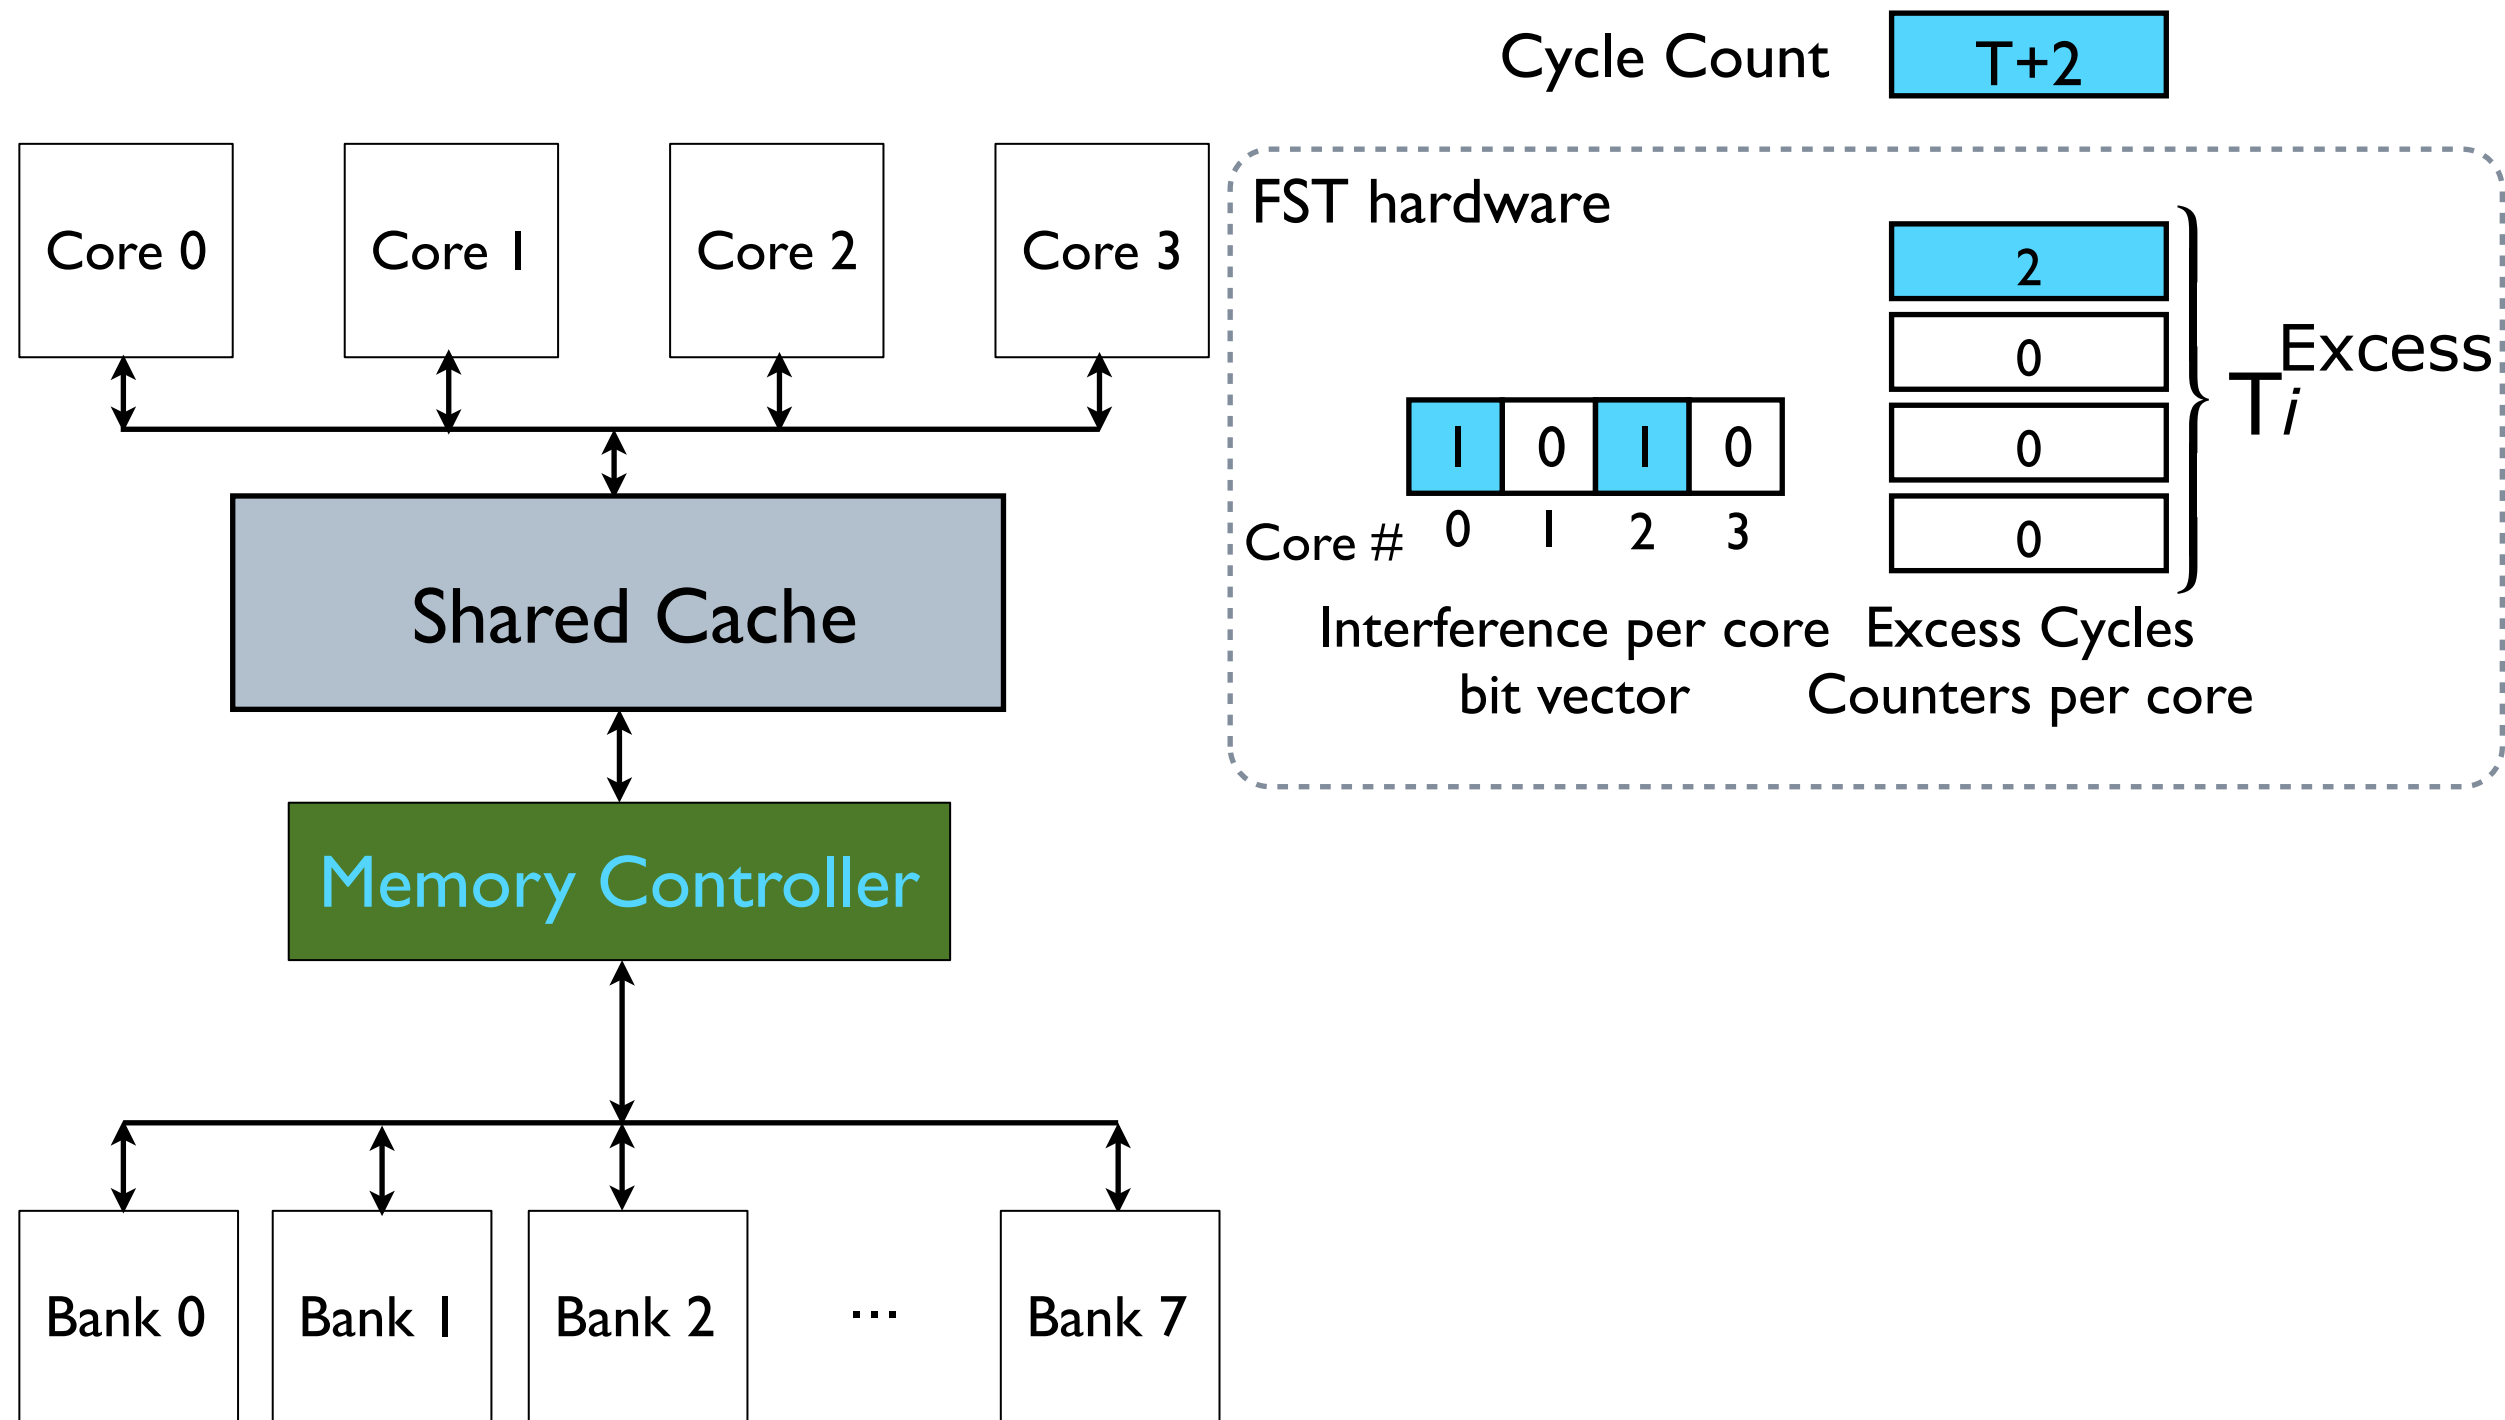 Cycle Count T+2
Core 0 Core 1 Core 2 Core 3
FST hardware
2
0
0
0
T_i^Excess
1 0 1 0
Core # 0 1 2 3
Interference per core
bit vector
Excess Cycles
Counters per core
Shared Cache
Memory Controller
Bank 0 Bank 1 Bank 2 ... Bank 7